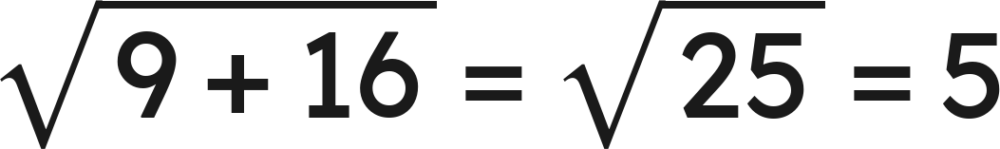 √9 + 16 = √25 = 5